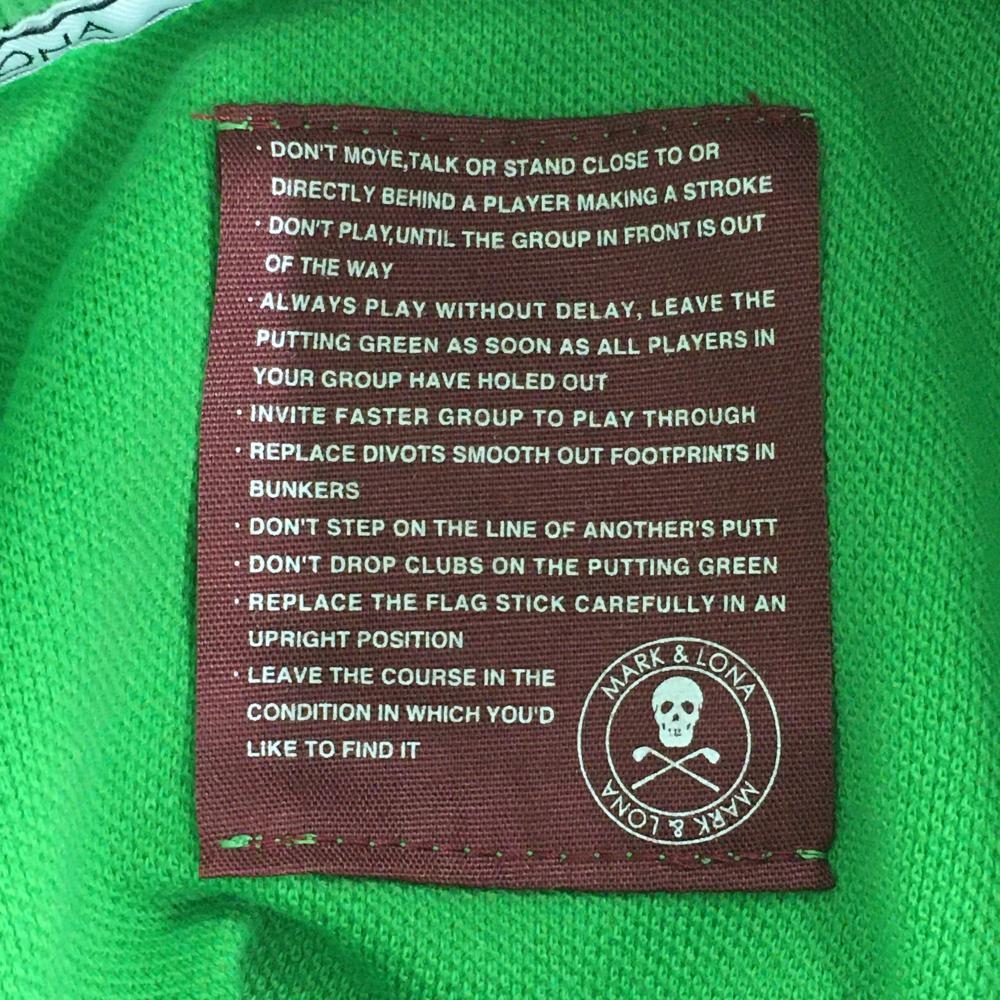 ONA
· DON'T MOVE,TALK OR STAND CLOSE TO OR
DIRECTLY BEHIND A PLAYER MAKING A STROKE
· DON'T PLAY,UNTIL THE GROUP IN FRONT IS OUT
OF THE WAY
· ALWAYS PLAY WITHOUT DELAY, LEAVE THE
PUTTING GREEN AS SOON AS ALL PLAYERS IN
YOUR GROUP HAVE HOLED OUT
· INVITE FASTER GROUP TO PLAY THROUGH
· REPLACE DIVOTS SMOOTH OUT FOOTPRINTS IN
BUNKERS
· DON'T STEP ON THE LINE OF ANOTHER'S PUTT
· DON'T DROP CLUBS ON THE PUTTING GREEN
· REPLACE THE FLAG STICK CAREFULLY IN AN
UPRIGHT POSITION
· LEAVE THE COURSE IN THE
CONDITION IN WHICH YOU'D
LIKE TO FIND IT
MARK & LONA
MARK & LONA